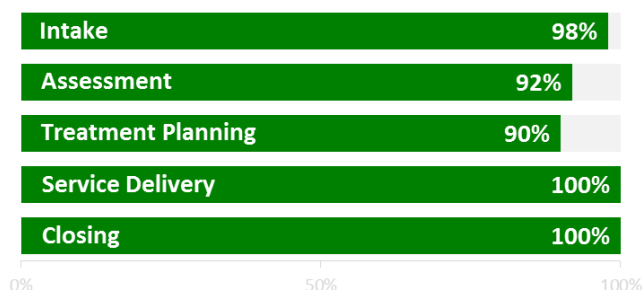 Intake 98%
Assessment 92%
Treatment Planning 90%
Service Delivery 100%
Closing 100%
0% 50% 100%